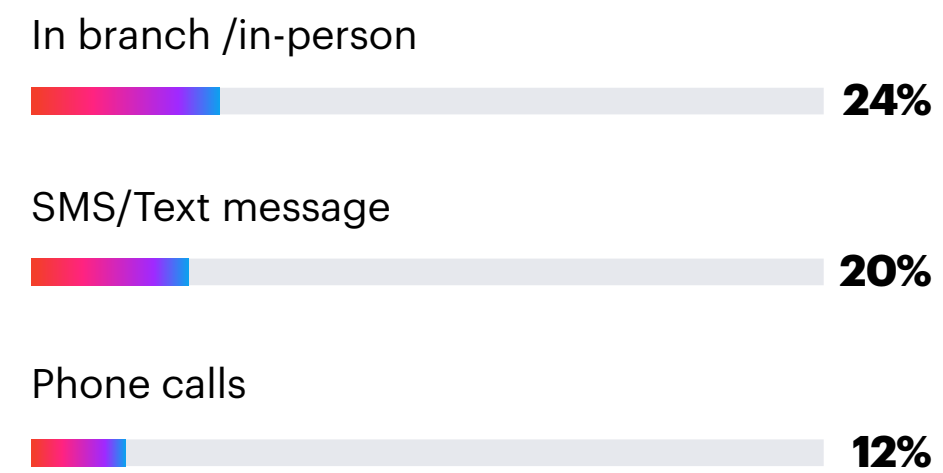 In branch /in-person
24%
SMS/Text message
20%
Phone calls
12%